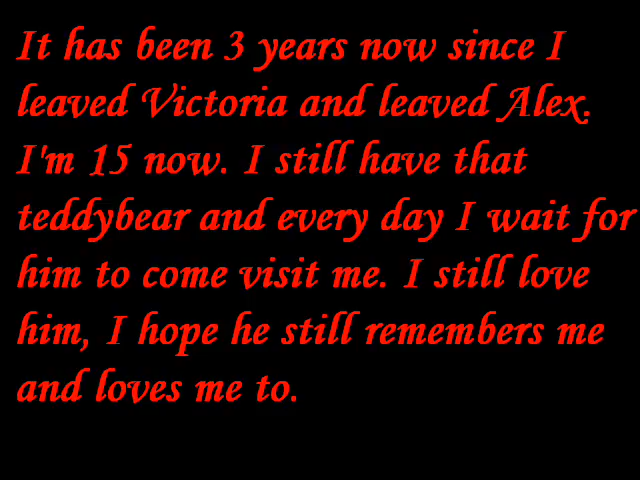 It has been 3 years now since I
leaved Victoria and leaved Alex.
I'm 15 now. I still have that
teddybear and every day I wait for
him to come visit me. I still love
him, I hope he still remembers me
and loves me to.